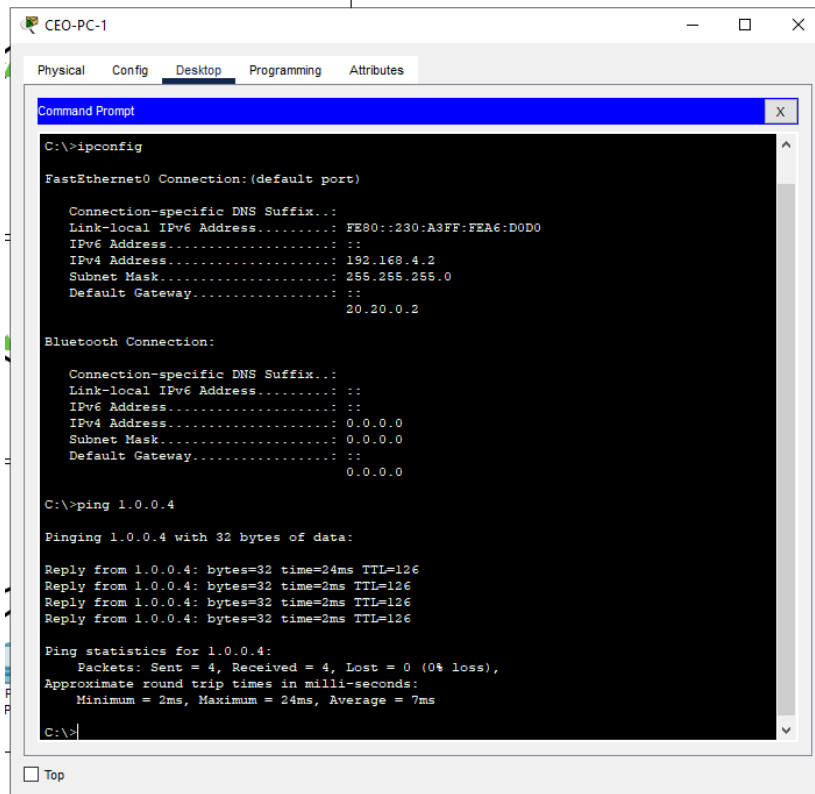 CEO-PC-1
Physical Config Desktop Programming Attributes
Command Prompt X
C:\>ipconfig
FastEthernet0 Connection:(default port)
Connection-specific DNS Suffix..:
Link-local IPv6 Address.........: FE80::230:A3FF:FEA6:D0D0
IPv6 Address....................: ::
IPv4 Address....................: 192.168.4.2
Subnet Mask.....................: 255.255.255.0
Default Gateway.................: ::
20.20.0.2
Bluetooth Connection:
Connection-specific DNS Suffix..:
Link-local IPv6 Address.........: ::
IPv6 Address....................: ::
IPv4 Address....................: 0.0.0.0
Subnet Mask.....................: 0.0.0.0
Default Gateway.................: ::
0.0.0.0
C:\>ping 1.0.0.4
Pinging 1.0.0.4 with 32 bytes of data:
Reply from 1.0.0.4: bytes=32 time=24ms TTL=126
Reply from 1.0.0.4: bytes=32 time=2ms TTL=126
Reply from 1.0.0.4: bytes=32 time=2ms TTL=126
Reply from 1.0.0.4: bytes=32 time=2ms TTL=126
Ping statistics for 1.0.0.4:
Packets: Sent = 4, Received = 4, Lost = 0 (0% loss),
Approximate round trip times in milli-seconds:
Minimum = 2ms, Maximum = 24ms, Average = 7ms
C:\>
Top